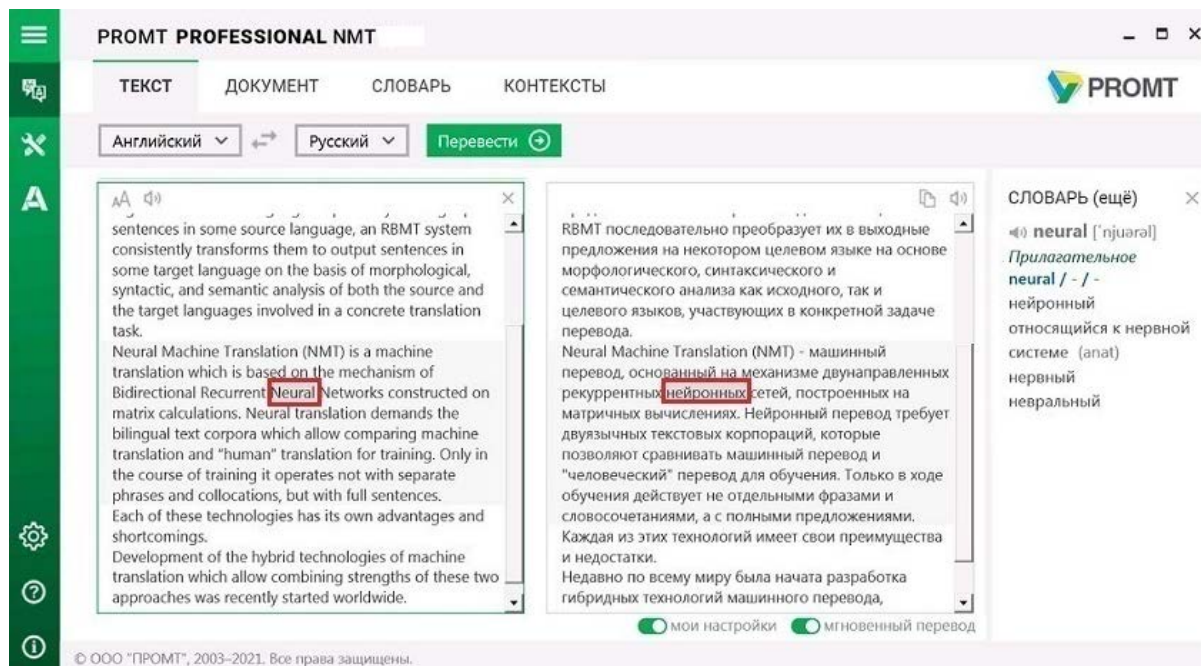 PROMT PROFESSIONAL NMT
ТЕКСТ ДОКУМЕНТ СЛОВАРЬ КОНТЕКСТЫ
PROMT
Английский Русский Перевести
A
AA
sentences in some source language, an RBMT system
consistently transforms them to output sentences in
some target language on the basis of morphological,
syntactic, and semantic analysis of both the source and
the target languages involved in a concrete translation
task.
Neural Machine Translation (NMT) is a machine
translation which is based on the mechanism of
Bidirectional Recurrent Neural Networks constructed on
matrix calculations. Neural translation demands the
bilingual text corpora which allow comparing machine
translation and "human" translation for training. Only in
the course of training it operates not with separate
phrases and collocations, but with full sentences.
Each of these technologies has its own advantages and
shortcomings.
Development of the hybrid technologies of machine
translation which allow combining strengths of these two
approaches was recently started worldwide.
RBMT последовательно преобразует их в выходные
предложения на некотором целевом языке на основе
морфологического, синтаксического и
семантического анализа как исходного, так и
целевого языков, участвующих в конкретной задаче
перевода.
Neural Machine Translation (NMT) - машинный
перевод, основанный на механизме двунаправленных
рекуррентных нейронных сетей, построенных на
матричных вычислениях. Нейронный перевод требует
двуязычных текстовых корпораций, которые
позволяют сравнивать машинный перевод и
"человеческий" перевод для обучения. Только в ходе
обучения действует не отдельными фразами и
словосочетаниями, а с полными предложениями.
Каждая из этих технологий имеет свои преимущества
и недостатки.
Недавно по всему миру была начата разработка
гибридных технологий машинного перевода,
СЛОВАРЬ (ещё)
neural ['njuərəl]
Прилагательное
neural / - / -
нейронный
относящийся к нервной
системе (anat)
нервный
невральный
мои настройки мгновенный перевод
© ООО "ПРОМТ", 2003–2021. Все права защищены.